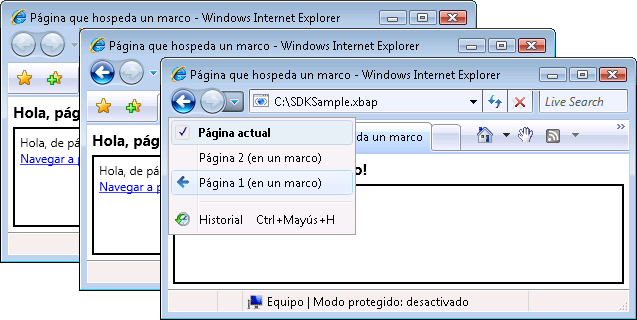 Página que hospeda un marco - Windows Internet Explorer
Hola, pág
Hola, de pá
Navegar a p
Página que hospeda un marco - Windows Internet Explorer
Hola, pá
Hola, de pá
Navegar a p
Página que hospeda un marco - Windows Internet Explorer
C:\SDKSample.xbap
Live Search
Página actual
da un marco
Página 2 (en un marco)
o!
Página 1 (en un marco)
Historial Ctrl+Mayús+H
Equipo | Modo protegido: desactivado